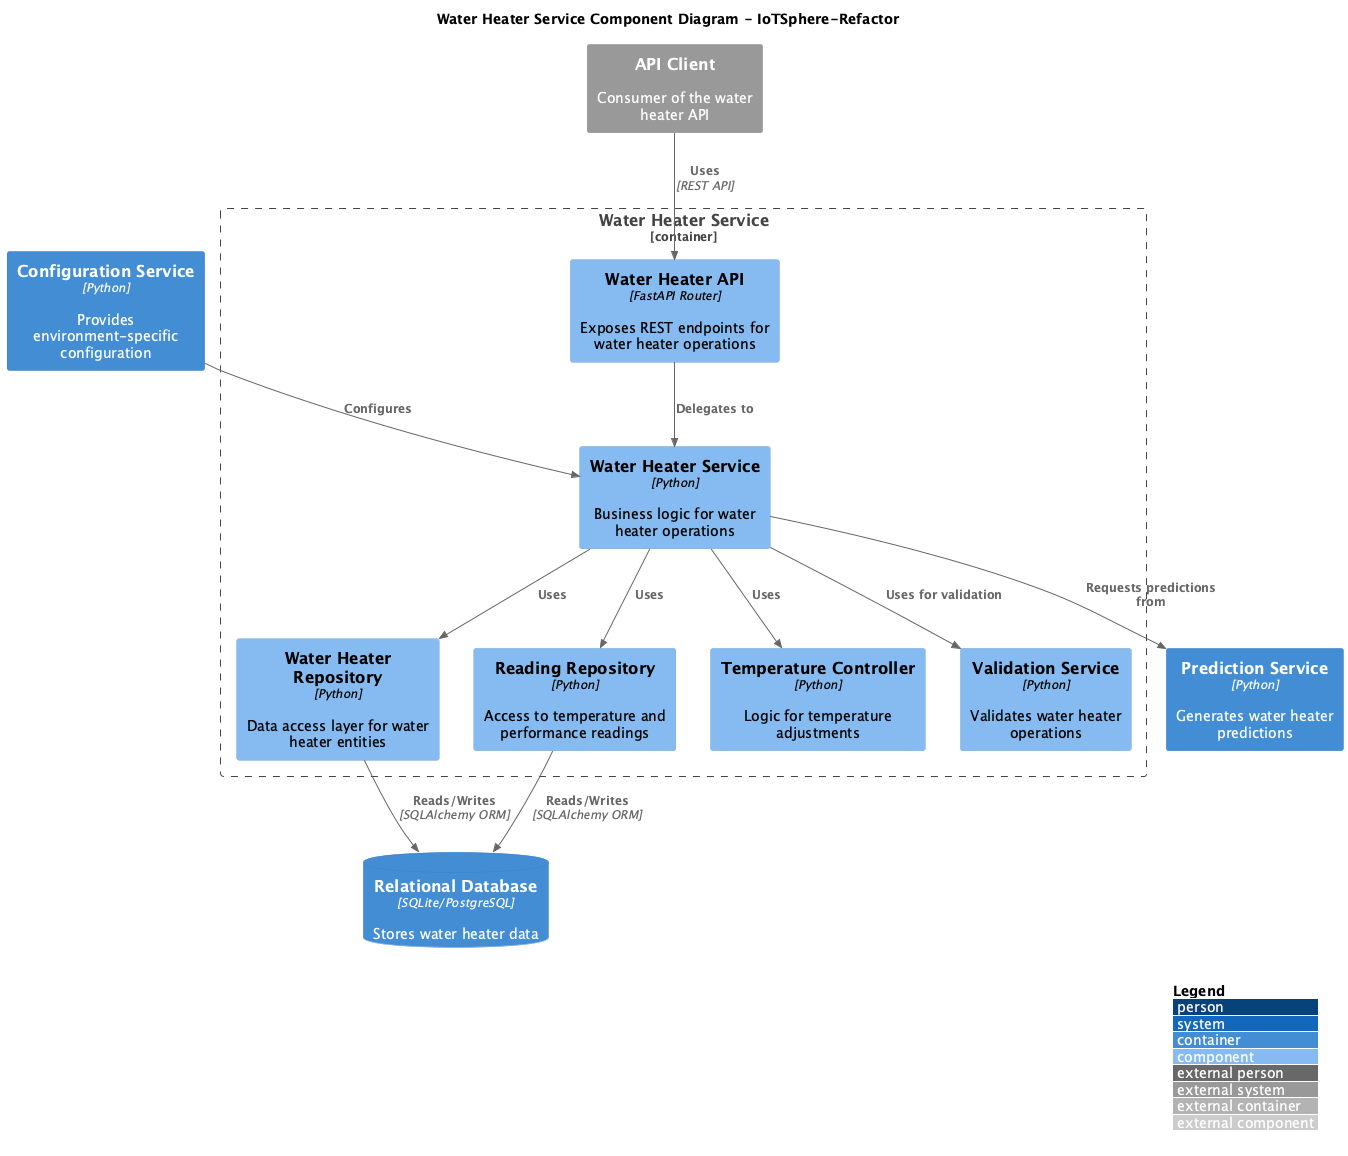 Water Heater Service Component Diagram - IoTSphere-Refactor
API Client
Consumer of the water
heater API
Uses
[REST API]
Water Heater Service
[container]
Configuration Service
[Python]
Provides
environment-specific
configuration
Water Heater API
[FastAPI Router]
Exposes REST endpoints for
water heater operations
Configures
Delegates to
Water Heater Service
[Python]
Business logic for water
heater operations
Uses
Uses
Uses
Uses for validation
Requests predictions
from
Water Heater
Repository
[Python]
Data access layer for water
heater entities
Reading Repository
[Python]
Access to temperature and
performance readings
Temperature Controller
[Python]
Logic for temperature
adjustments
Validation Service
[Python]
Validates water heater
operations
Prediction Service
[Python]
Generates water heater
predictions
Reads/Writes
[SQLAlchemy ORM]
Reads/Writes
[SQLAlchemy ORM]
Relational Database
[SQLite/PostgreSQL]
Stores water heater data
Legend
person
system
container
component
external person
external system
external container
external component